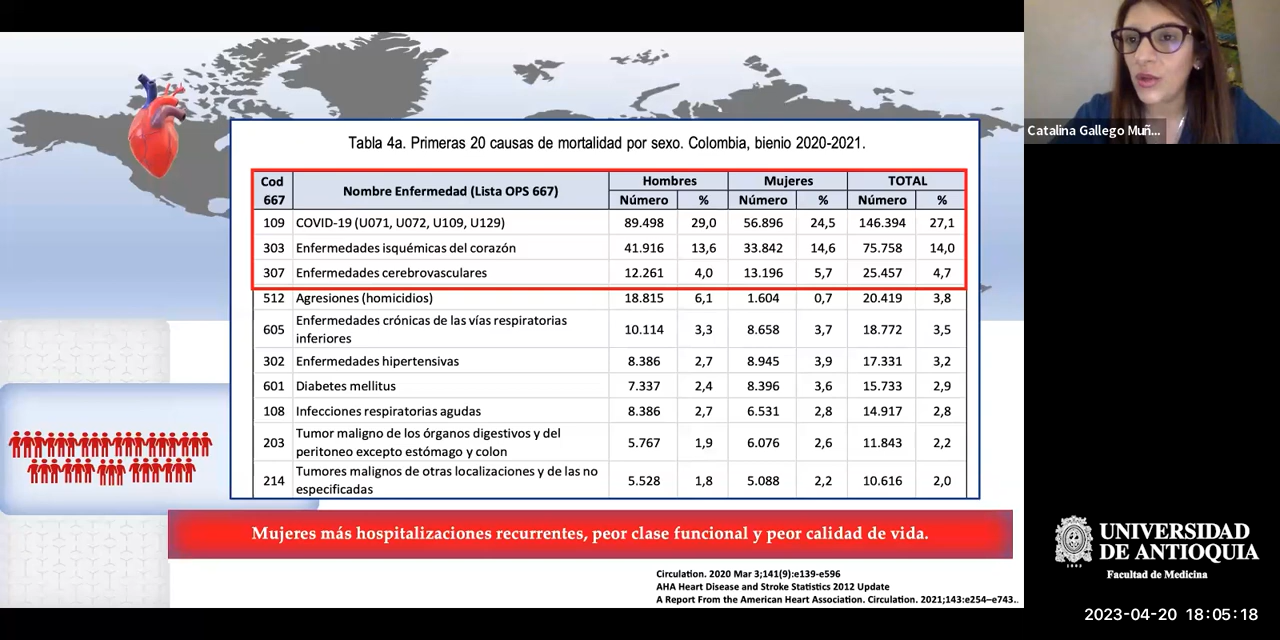 Catalina Gallego Muñ...
Tabla 4a. Primeras 20 causas de mortalidad por sexo. Colombia, bienio 2020-2021.
Cod 667 Nombre Enfermedad (Lista OPS 667) Hombres Mujeres TOTAL
Número % Número % Número %
109 COVID-19 (U071, U072, U109, U129) 89.498 29,0 56.896 24,5 146.394 27,1
303 Enfermedades isquémicas del corazón 41.916 13,6 33.842 14,6 75.758 14,0
307 Enfermedades cerebrovasculares 12.261 4,0 13.196 5,7 25.457 4,7
512 Agresiones (homicidios) 18.815 6,1 1.604 0,7 20.419 3,8
605 Enfermedades crónicas de las vías respiratorias
inferiores 10.114 3,3 8.658 3,7 18.772 3,5
302 Enfermedades hipertensivas 8.386 2,7 8.945 3,9 17.331 3,2
601 Diabetes mellitus 7.337 2,4 8.396 3,6 15.733 2,9
108 Infecciones respiratorias agudas 8.386 2,7 6.531 2,8 14.917 2,8
203 Tumor maligno de los órganos digestivos y del
peritoneo excepto estómago y colon 5.767 1,9 6.076 2,6 11.843 2,2
214 Tumores malignos de otras localizaciones y de las no
especificadas 5.528 1,8 5.088 2,2 10.616 2,0
Mujeres más hospitalizaciones recurrentes, peor clase funcional y peor calidad de vida.
Circulation. 2020 Mar 3;141(9):e139-e596
AHA Heart Disease and Stroke Statistics 2012 Update
A Report From the American Heart Association. Circulation. 2021;143:e254–e743..
UNIVERSIDAD
DE ANTIOQUIA
1803
Facultad de Medicina
2023-04-20 18:05:18